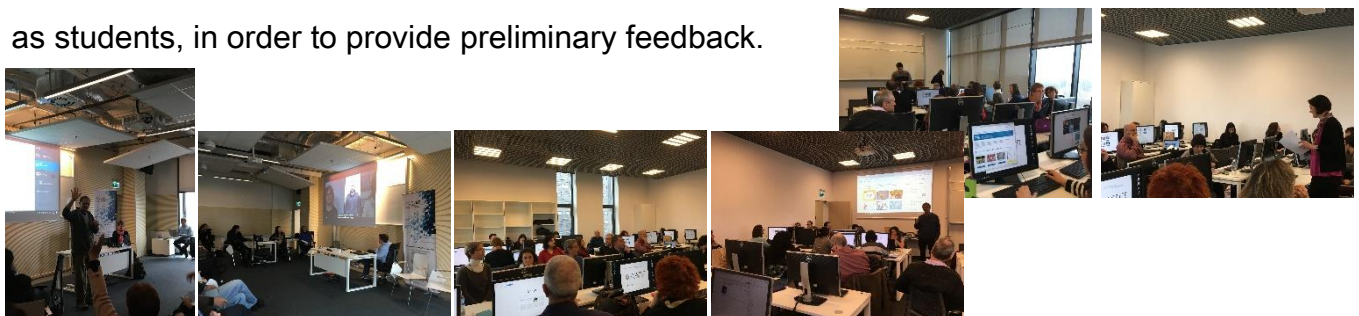 as students, in order to provide preliminary feedback.